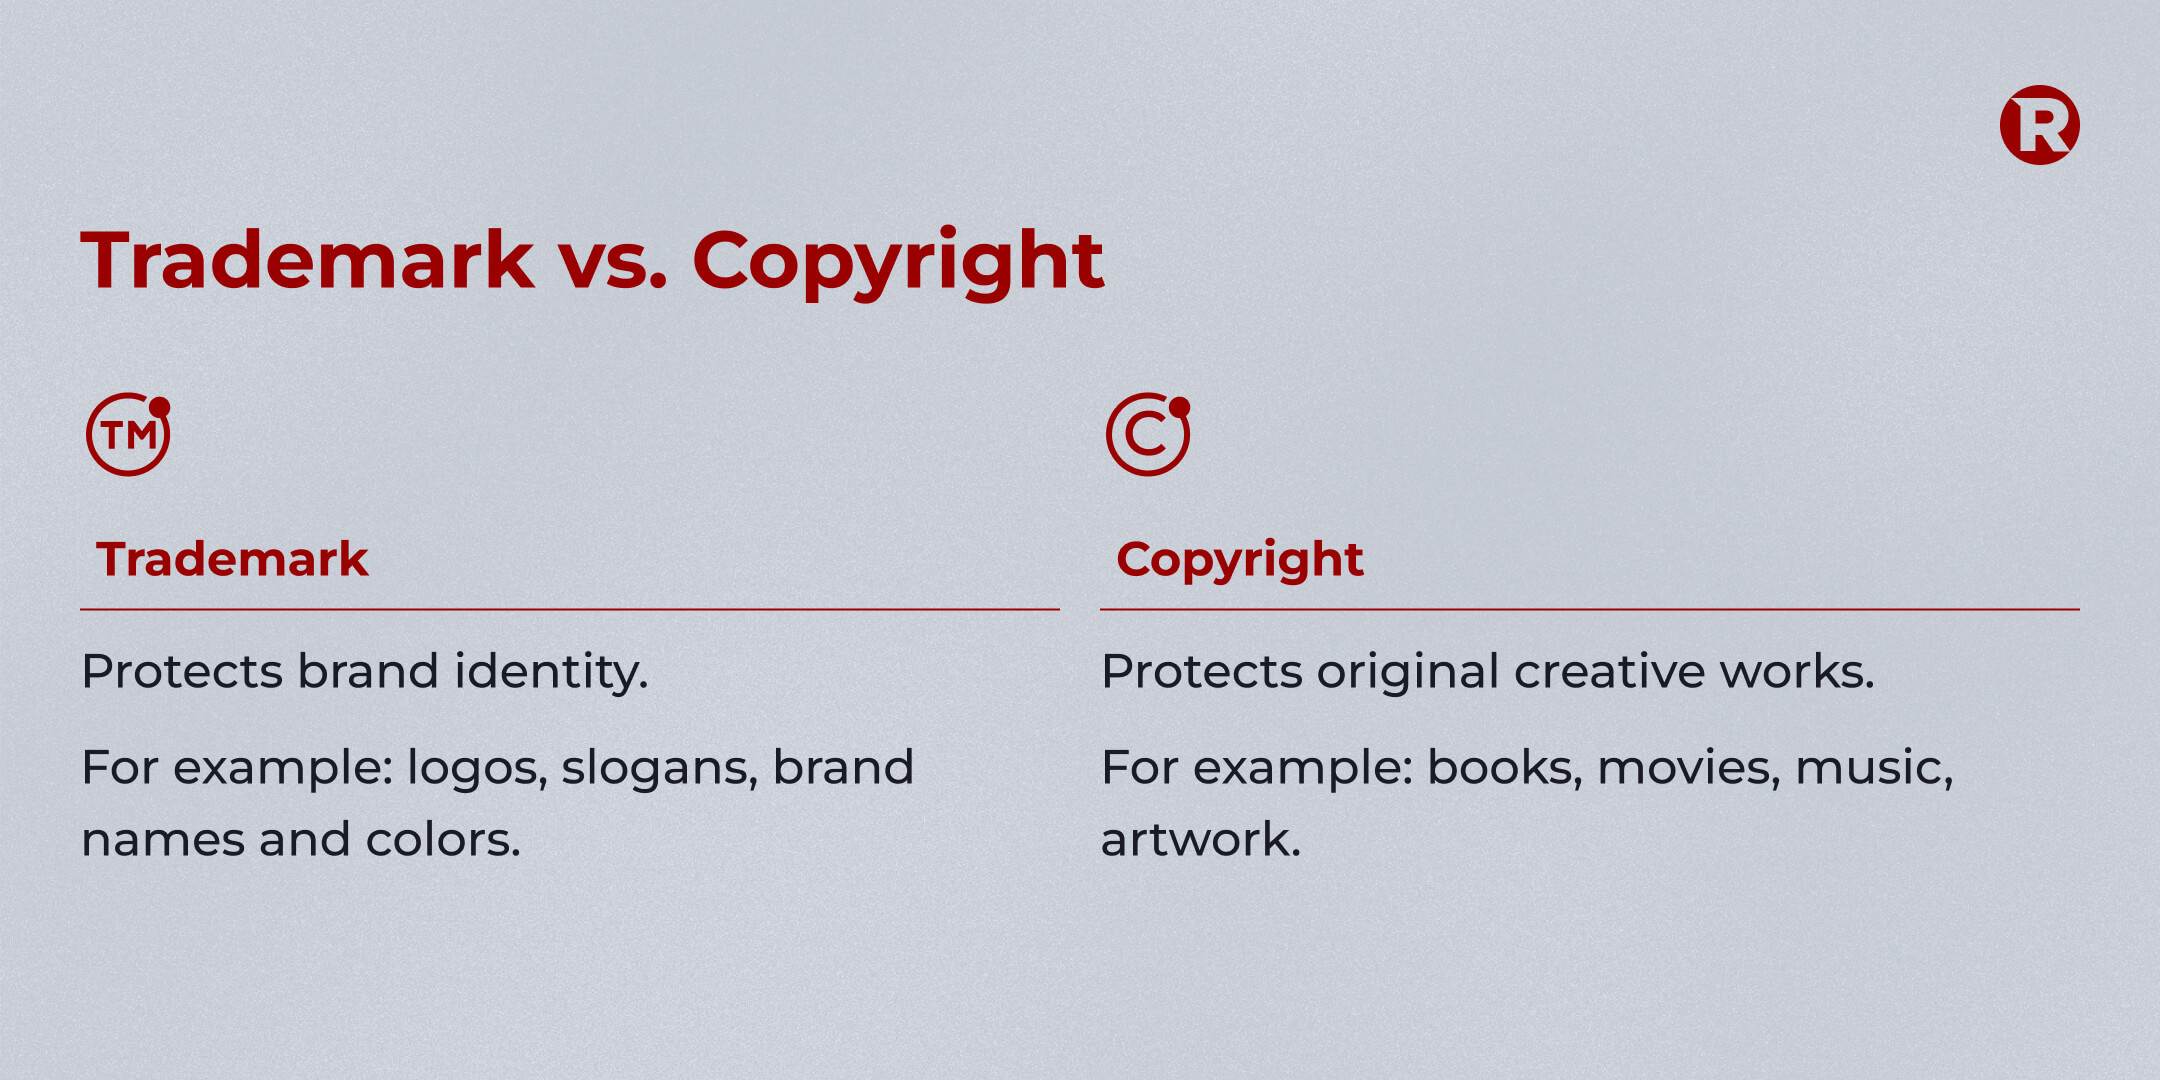 R
Trademark vs. Copyright
TM
C
Trademark
Copyright
Protects brand identity.
For example: logos, slogans, brand
names and colors.
Protects original creative works.
For example: books, movies, music,
artwork.